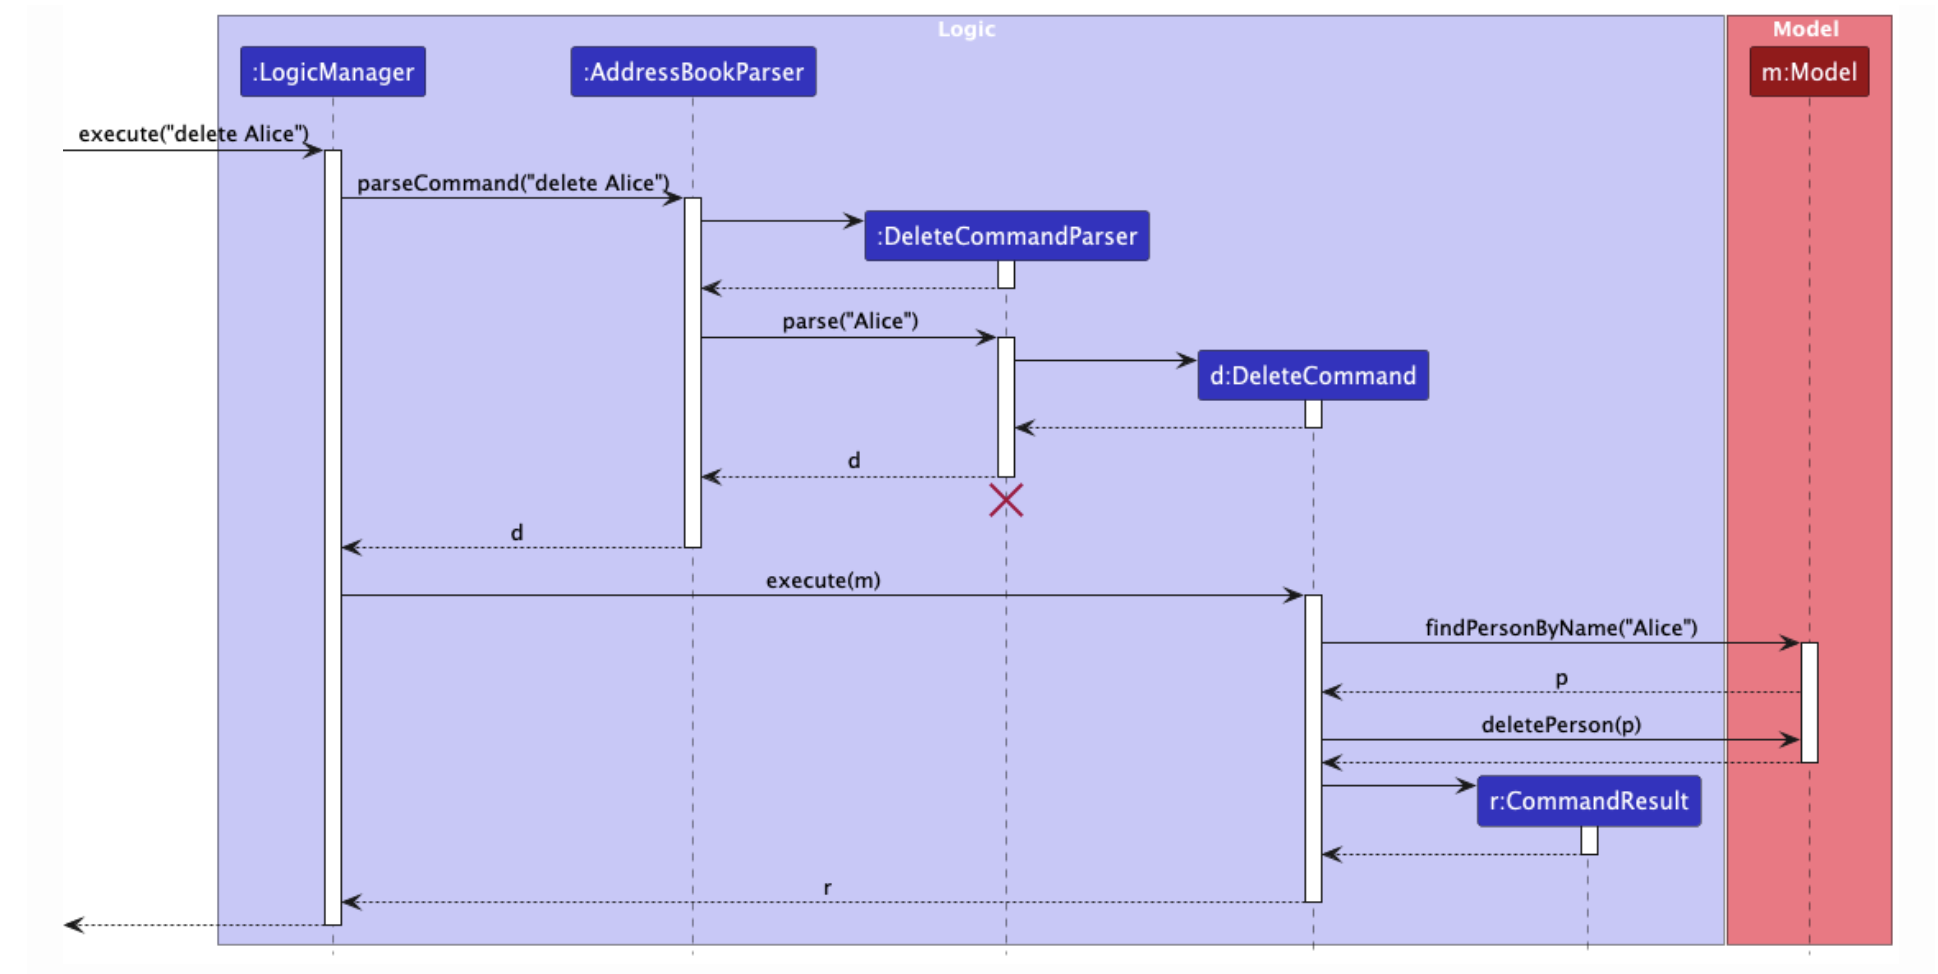 Logic
Model
:LogicManager
:AddressBookParser
m:Model
execute("delete Alice")
parseCommand("delete Alice")
:DeleteCommandParser
parse("Alice")
d:DeleteCommand
d
d
execute(m)
findPersonByName("Alice")
p
deletePerson(p)
r:CommandResult
r